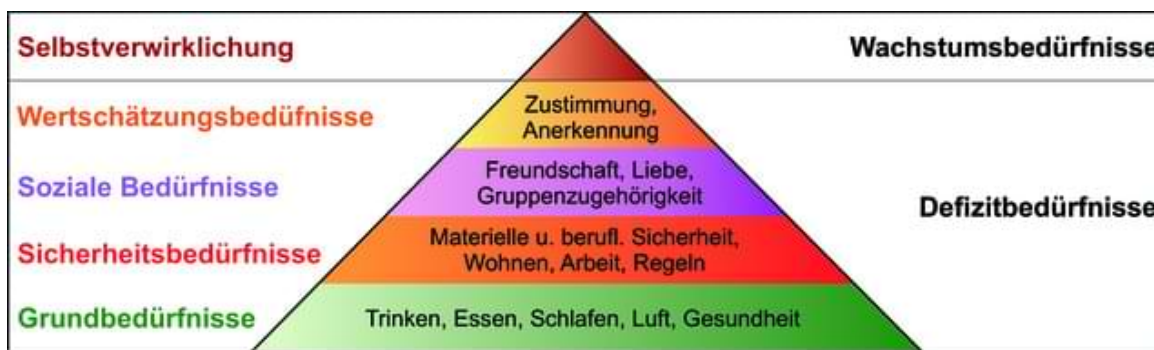 Selbstverwirklichung
Wachstumsbedürfnisse
Wertschätzungsbedüfnisse
Zustimmung,
Anerkennung
Soziale Bedürfnisse
Freundschaft, Liebe,
Gruppenzugehörigkeit
Defizitbedürfnisse
Sicherheitsbedürfnisse
Materielle u. berufl. Sicherheit,
Wohnen, Arbeit, Regeln
Grundbedürfnisse
Trinken, Essen, Schlafen, Luft, Gesundheit